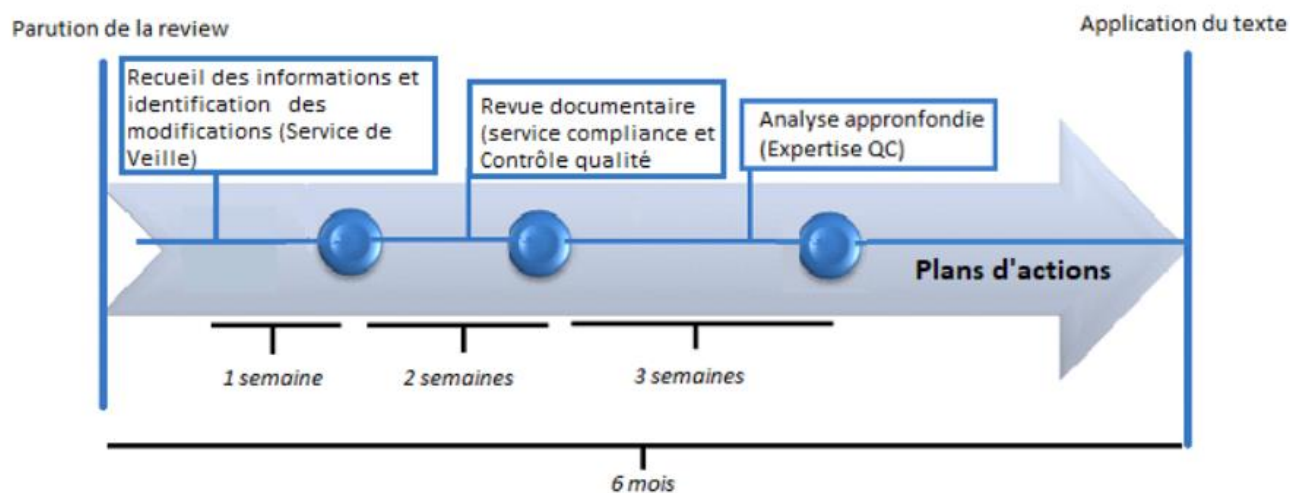 Parution de la review
Application du texte
Recueil des informations et
identification des
modifications (Service de
Veille)
Revue documentaire
(service compliance et
Contrôle qualité
Analyse appronfondie
(Expertise QC)
Plans d'actions
1 semaine
2 semaines
3 semaines
6 mois